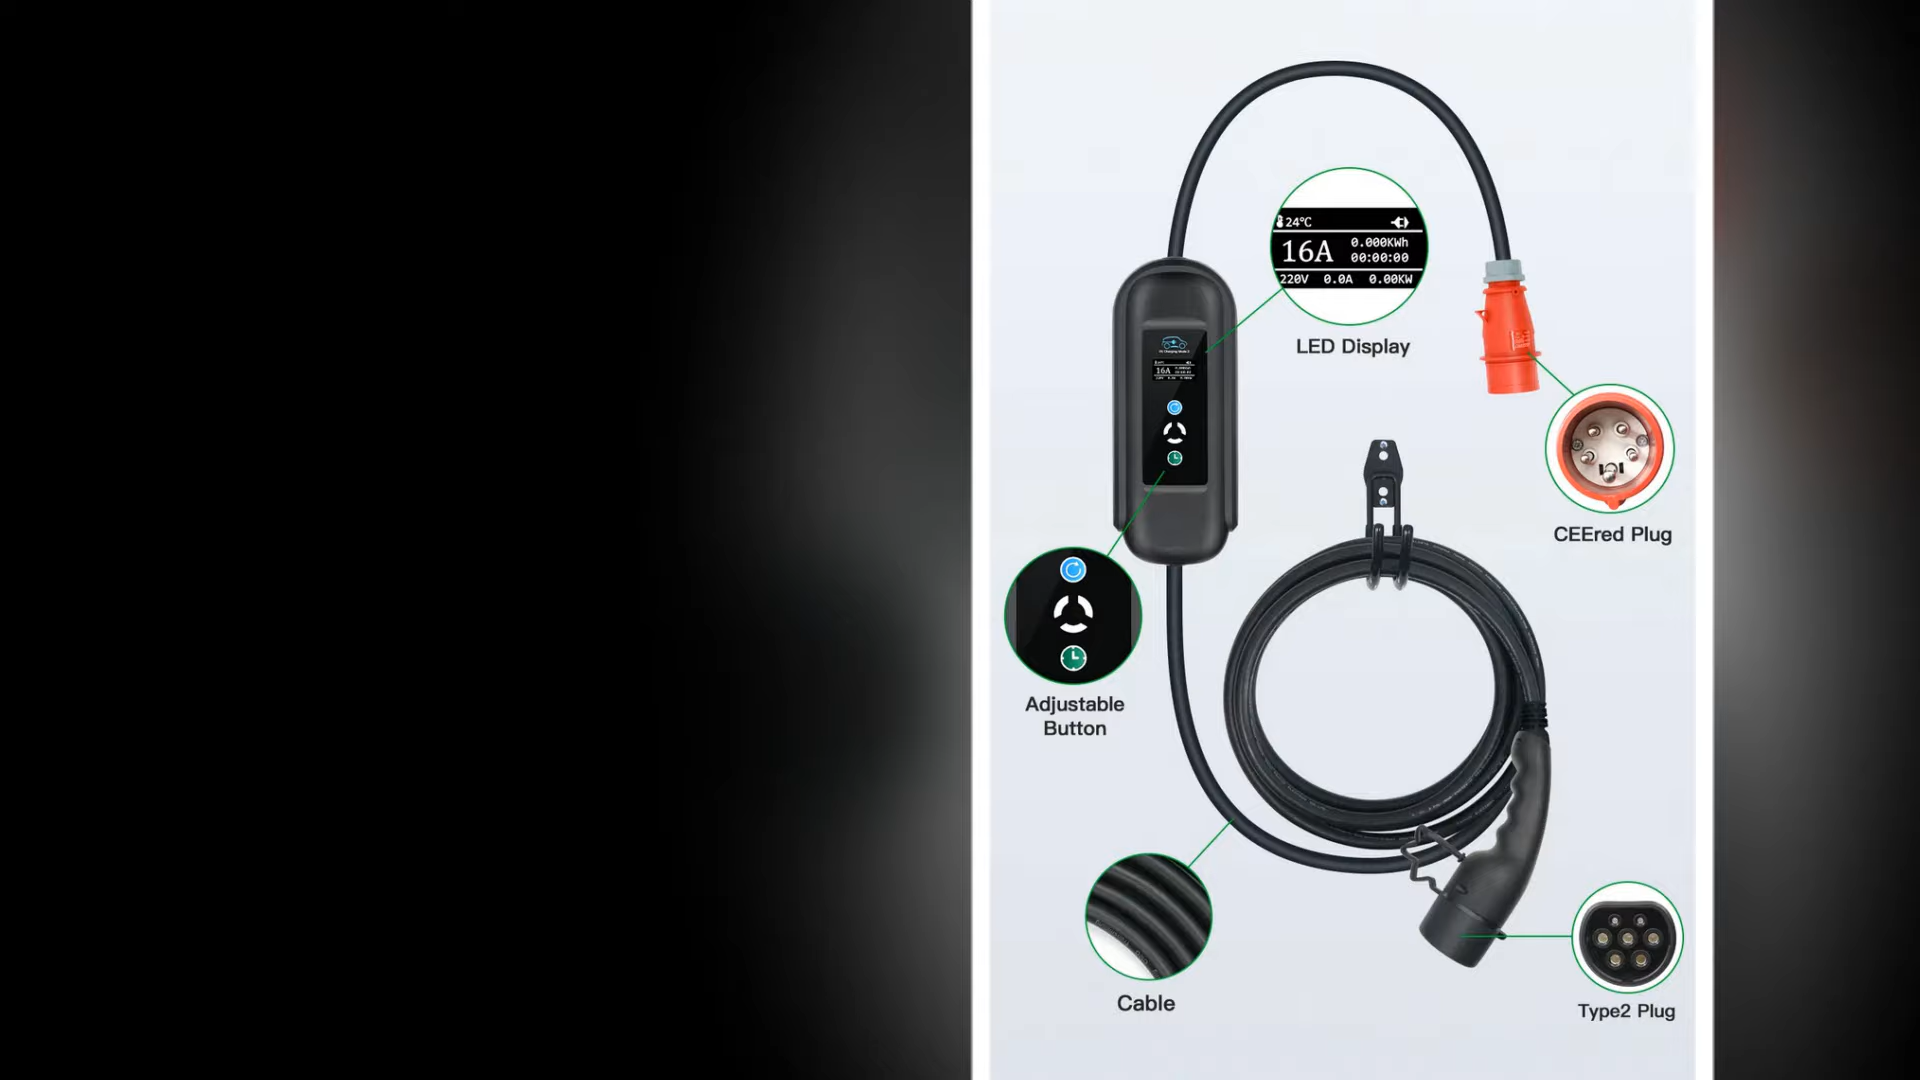 24°C
16A
0.000KWh
00:00:00
220V 0.0A 0.00KW
LED Display
16A
CEEred Plug
Adjustable
Button
Cable
Type2 Plug